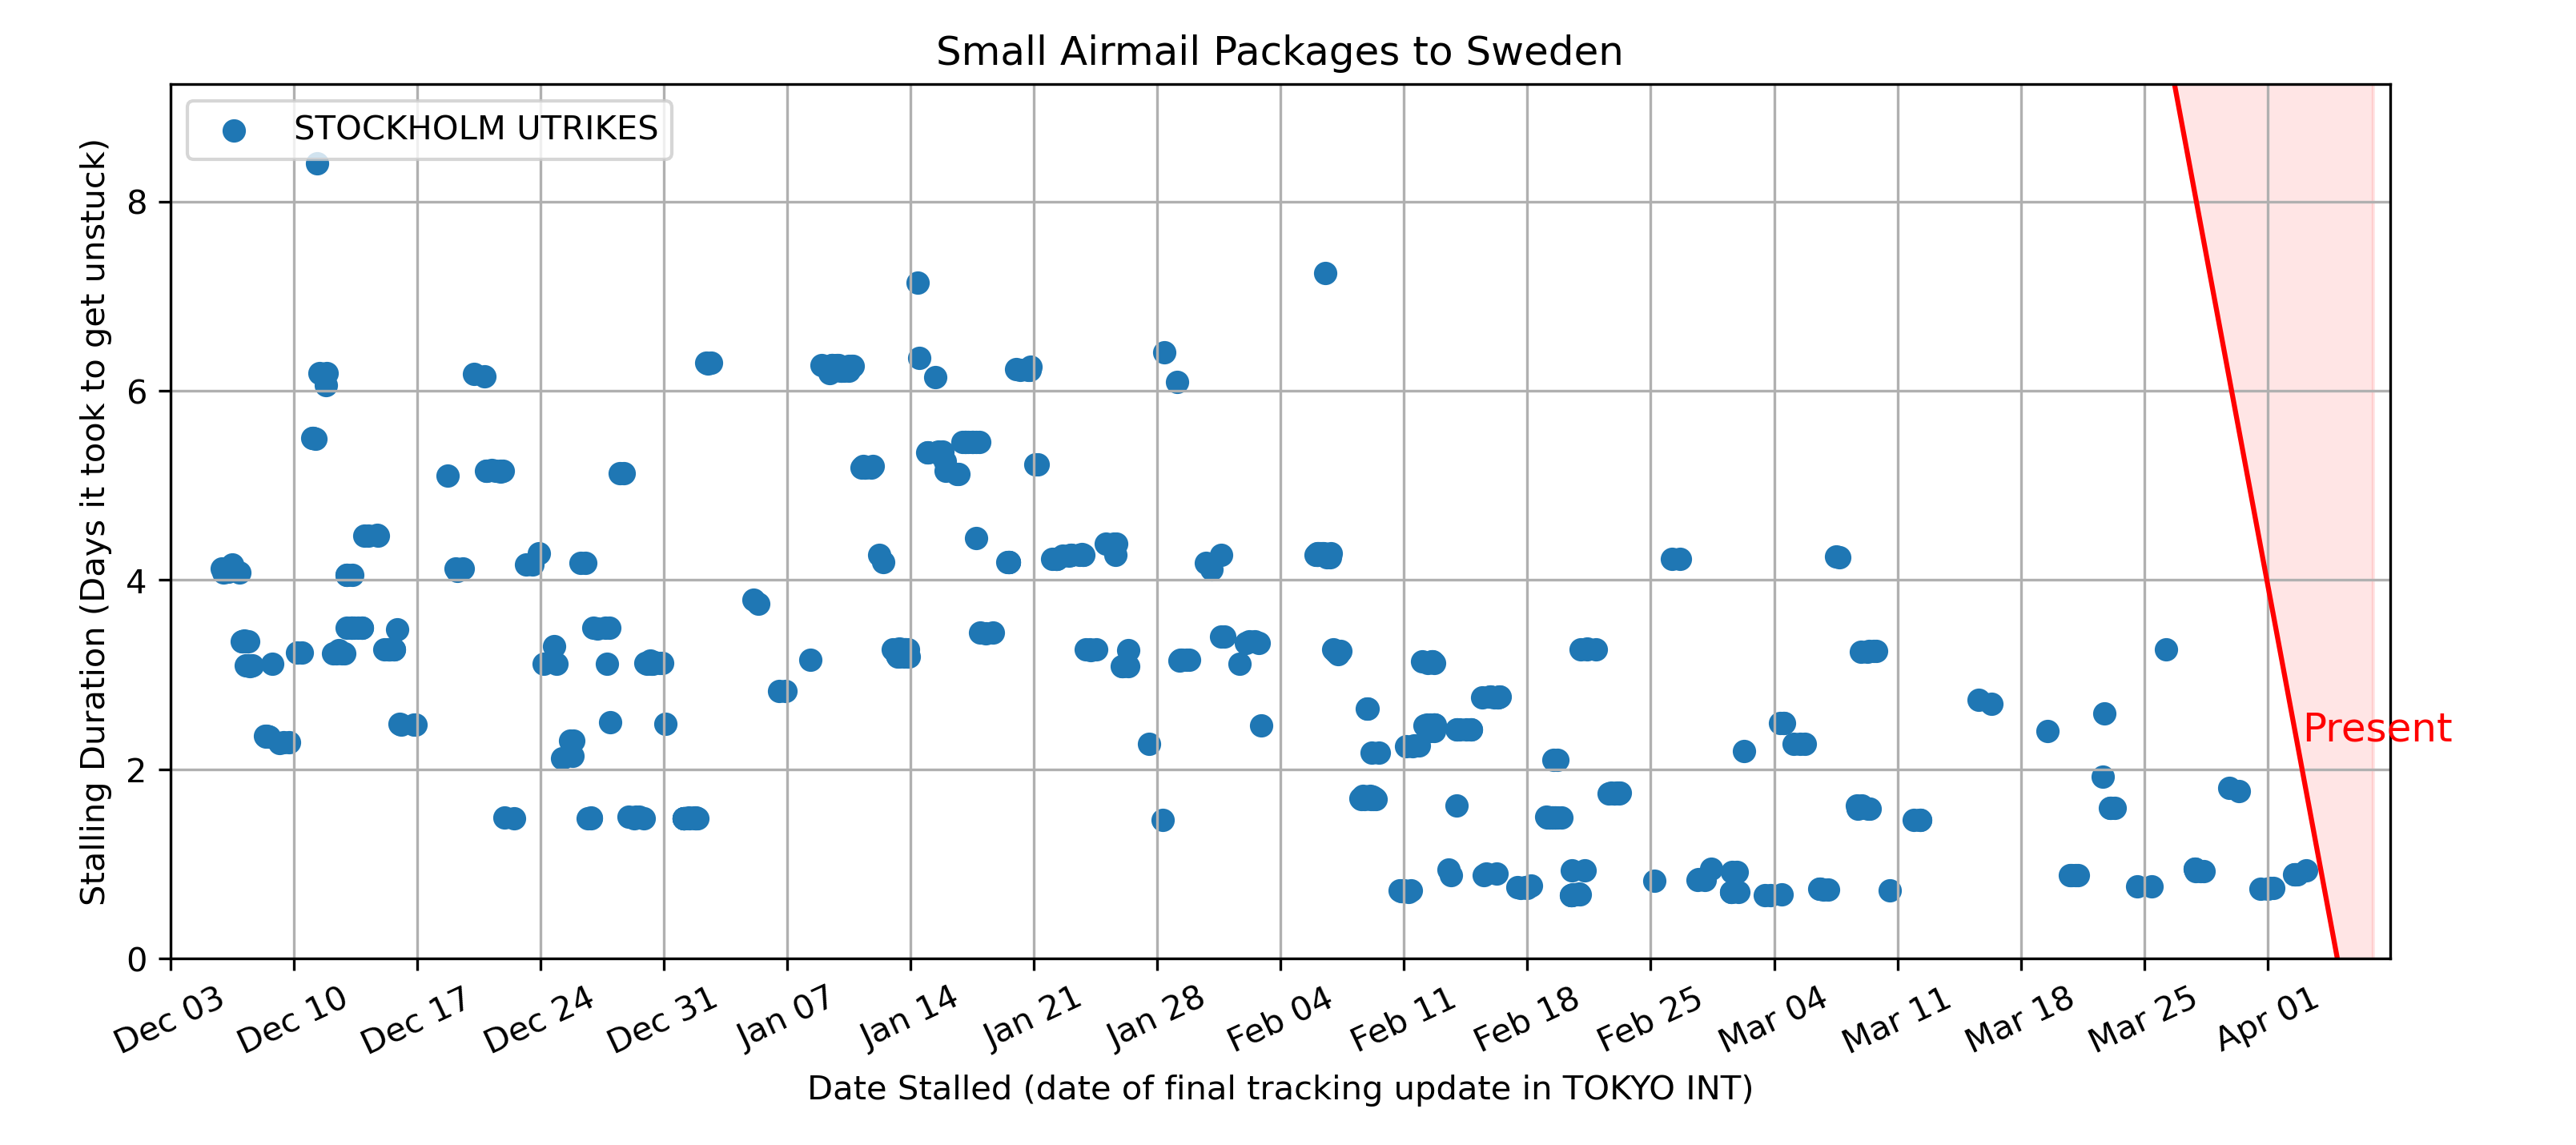 Small Airmail Packages to Sweden
STOCKHOLM UTRIKES
Stalling Duration (Days it took to get unstuck)
8
6
4
2
0
Present
Dec 03
Dec 10
Dec 17
Dec 24
Dec 31
Jan 07
Jan 14
Jan 21
Jan 28
Feb 04
Feb 11
Feb 18
Feb 25
Mar 04
Mar 11
Mar 18
Mar 25
Apr 01
Date Stalled (date of final tracking update in TOKYO INT)